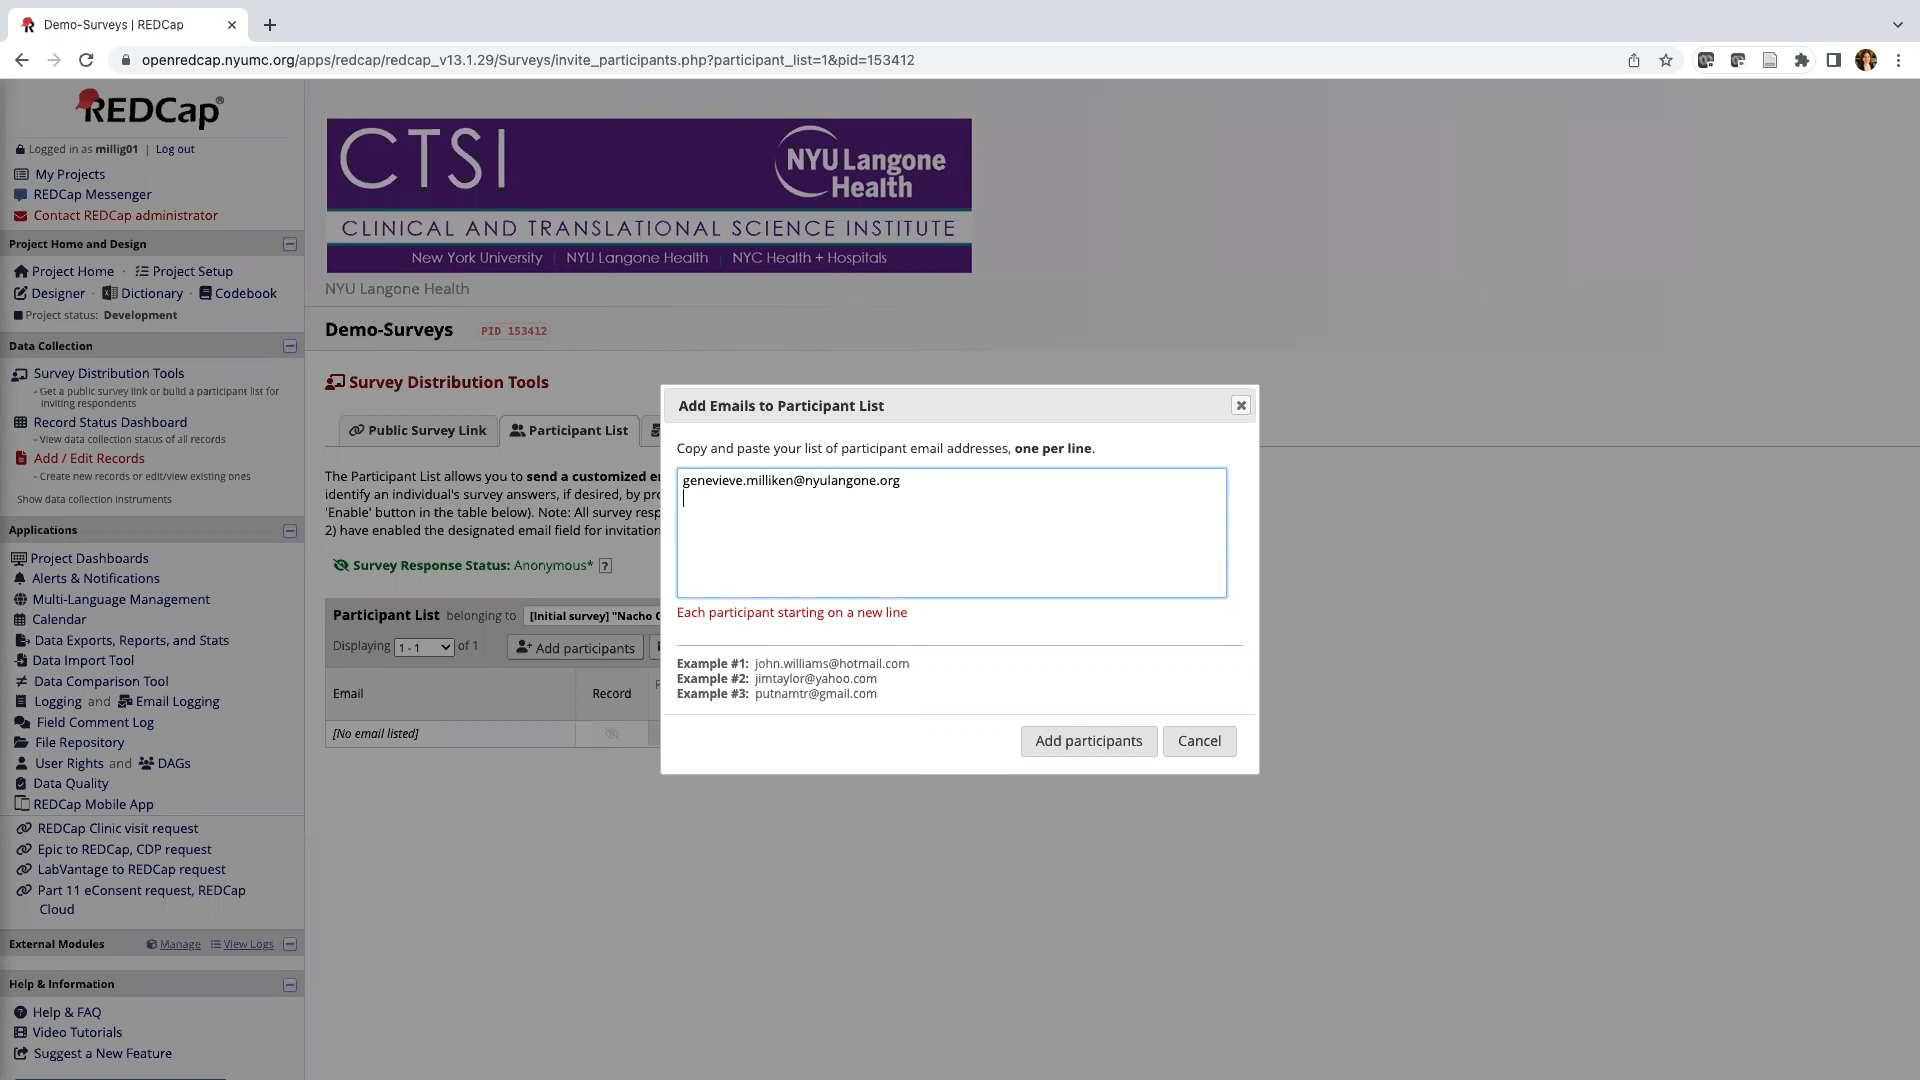 Demo-Surveys | REDCap
openredcap.nyumc.org/apps/redcap/redcap_v13.1.29/Surveys/invite_participants.php?participant_list=1&pid=153412
REDCap®
Logged in as millig01 | Log out
My Projects
REDCap Messenger
Contact REDCap administrator
Project Home and Design
Project Home · Project Setup
Designer · Dictionary · Codebook
Project status: Development
Data Collection
Survey Distribution Tools
- Get a public survey link or build a participant list for
inviting respondents
Record Status Dashboard
- View data collection status of all records
Add / Edit Records
- Create new records or edit/view existing ones
Show data collection instruments
Applications
Project Dashboards
Alerts & Notifications
Multi-Language Management
Calendar
Data Exports, Reports, and Stats
Data Import Tool
Data Comparison Tool
Logging and Email Logging
Field Comment Log
File Repository
User Rights and DAGs
Data Quality
REDCap Mobile App
REDCap Clinic visit request
Epic to REDCap, CDP request
LabVantage to REDCap request
Part 11 eConsent request, REDCap
Cloud
External Modules Manage View Logs
Help & Information
Help & FAQ
Video Tutorials
Suggest a New Feature
CTSI
NYU Langone
Health
CLINICAL AND TRANSLATIONAL SCIENCE INSTITUTE
New York University | NYU Langone Health | NYC Health + Hospitals
NYU Langone Health
Demo-Surveys PID 153412
Survey Distribution Tools
Public Survey Link Participant List
The Participant List allows you to send a customized
identify an individual's survey answers, if desired, by
'Enable' button in the table below). Note: All survey
2) have enabled the designated email field for
Survey Response Status: Anonymous* ?
Participant List belonging to [Initial survey] "Nacho
Displaying 1 - 1 of 1 Add participants
Email Record
[No email listed]
Add Emails to Participant List
Copy and paste your list of participant email addresses, one per line.
genevieve.milliken@nyulangone.org
Each participant starting on a new line
Example #1: john.williams@hotmail.com
Example #2: jimtaylor@yahoo.com
Example #3: putnamtr@gmail.com
Add participants Cancel